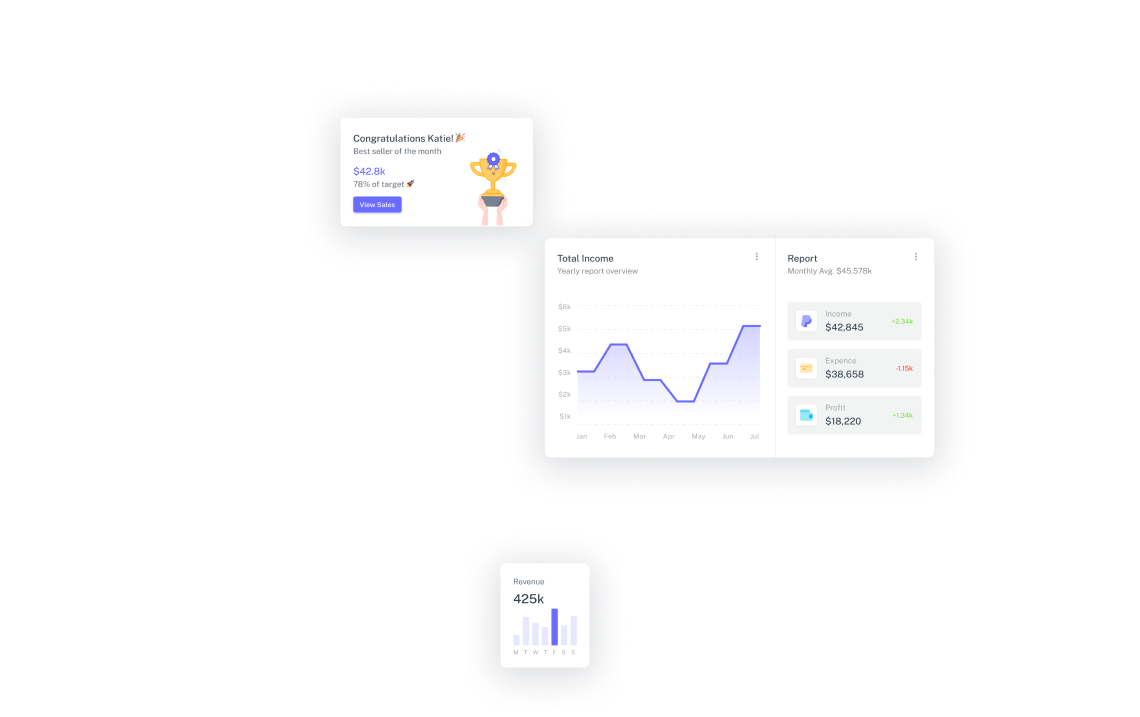 Congratulations Katie! 🎉
Best seller of the month
$42.8k
78% of target 🚀
View Sales
Total Income
Yearly report overview
$6k
$5k
$4k
$3k
$2k
$1k
Jan Feb Mar Apr May Jun Jul
Report
Monthly Avg. $45.578k
Income
$42,845
+2.34k
Expence
$38,658
-1.15k
Profit
$18,220
+1.34k
Revenue
425k
M T W T F S S